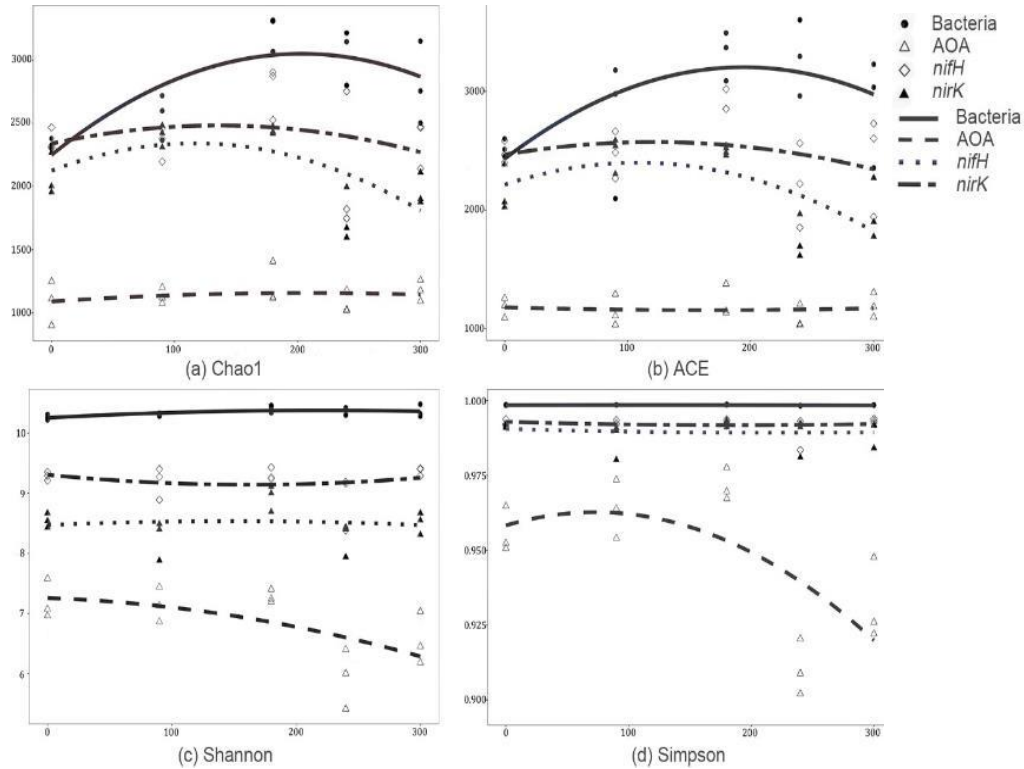 3000
2500
2000
1500
1000
0
100
200
300
(a) Chao1
3000
2000
1000
0
100
200
300
(b) ACE
Bacteria
AOA
nifH
nirK
Bacteria
AOA
nifH
nirK
10
9
8
7
6
0
100
200
300
(c) Shannon
1.000
0.975
0.950
0.925
0.900
0
100
200
300
(d) Simpson